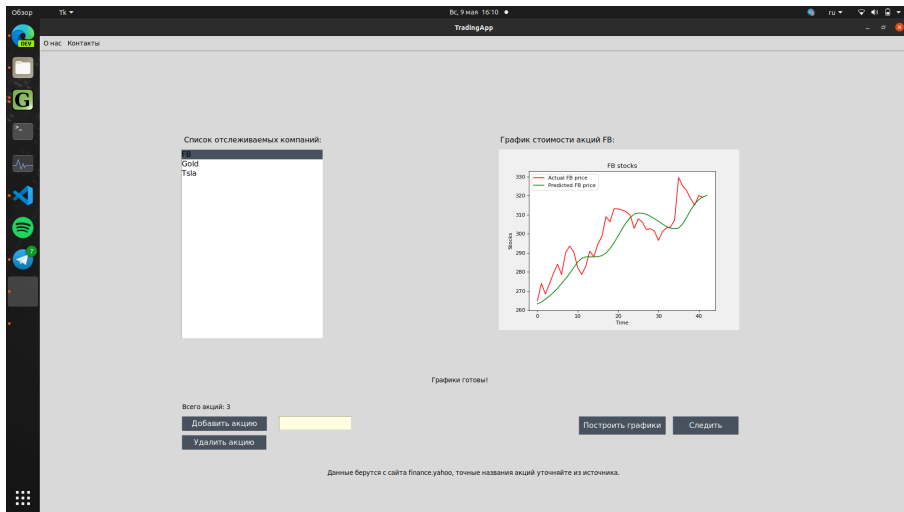 Обзор Tk Вс, 9 мая 16:10 ru
TradingApp
DEV
О нас Контакты
Список отслеживаемых компаний:
FB
Gold
Tsla
График стоимости акций FB:
FB stocks
Actual FB price
Predicted FB price
330
320
310
300
290
280
270
260
Stocks
0 10 20 30 40
Time
7
Графики готовы!
Всего акций: 3
Добавить акцию
Удалить акцию
Построить графики Следить
Данные берутся с сайта finance.yahoo, точные названия акций уточняйте из источника.